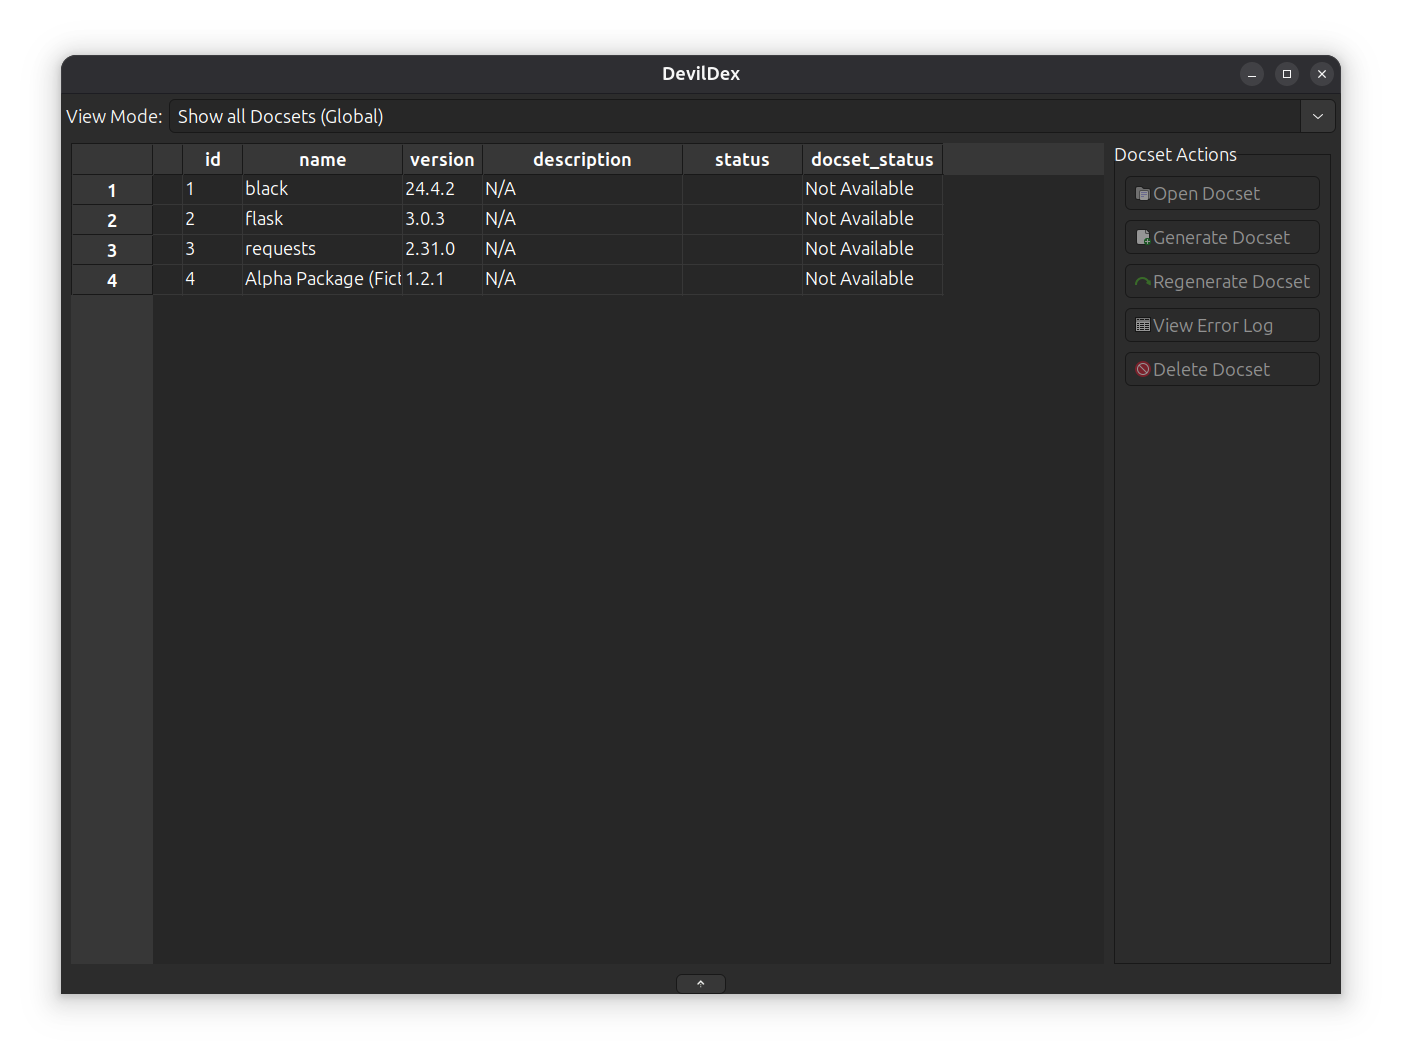 DevilDex
View Mode: Show all Docsets (Global)
id name version description status docset_status
1 1 black 24.4.2 N/A Not Available
2 2 flask 3.0.3 N/A Not Available
3 3 requests 2.31.0 N/A Not Available
4 4 Alpha Package (Fict 1.2.1 N/A Not Available
Docset Actions
Open Docset
Generate Docset
Regenerate Docset
View Error Log
Delete Docset